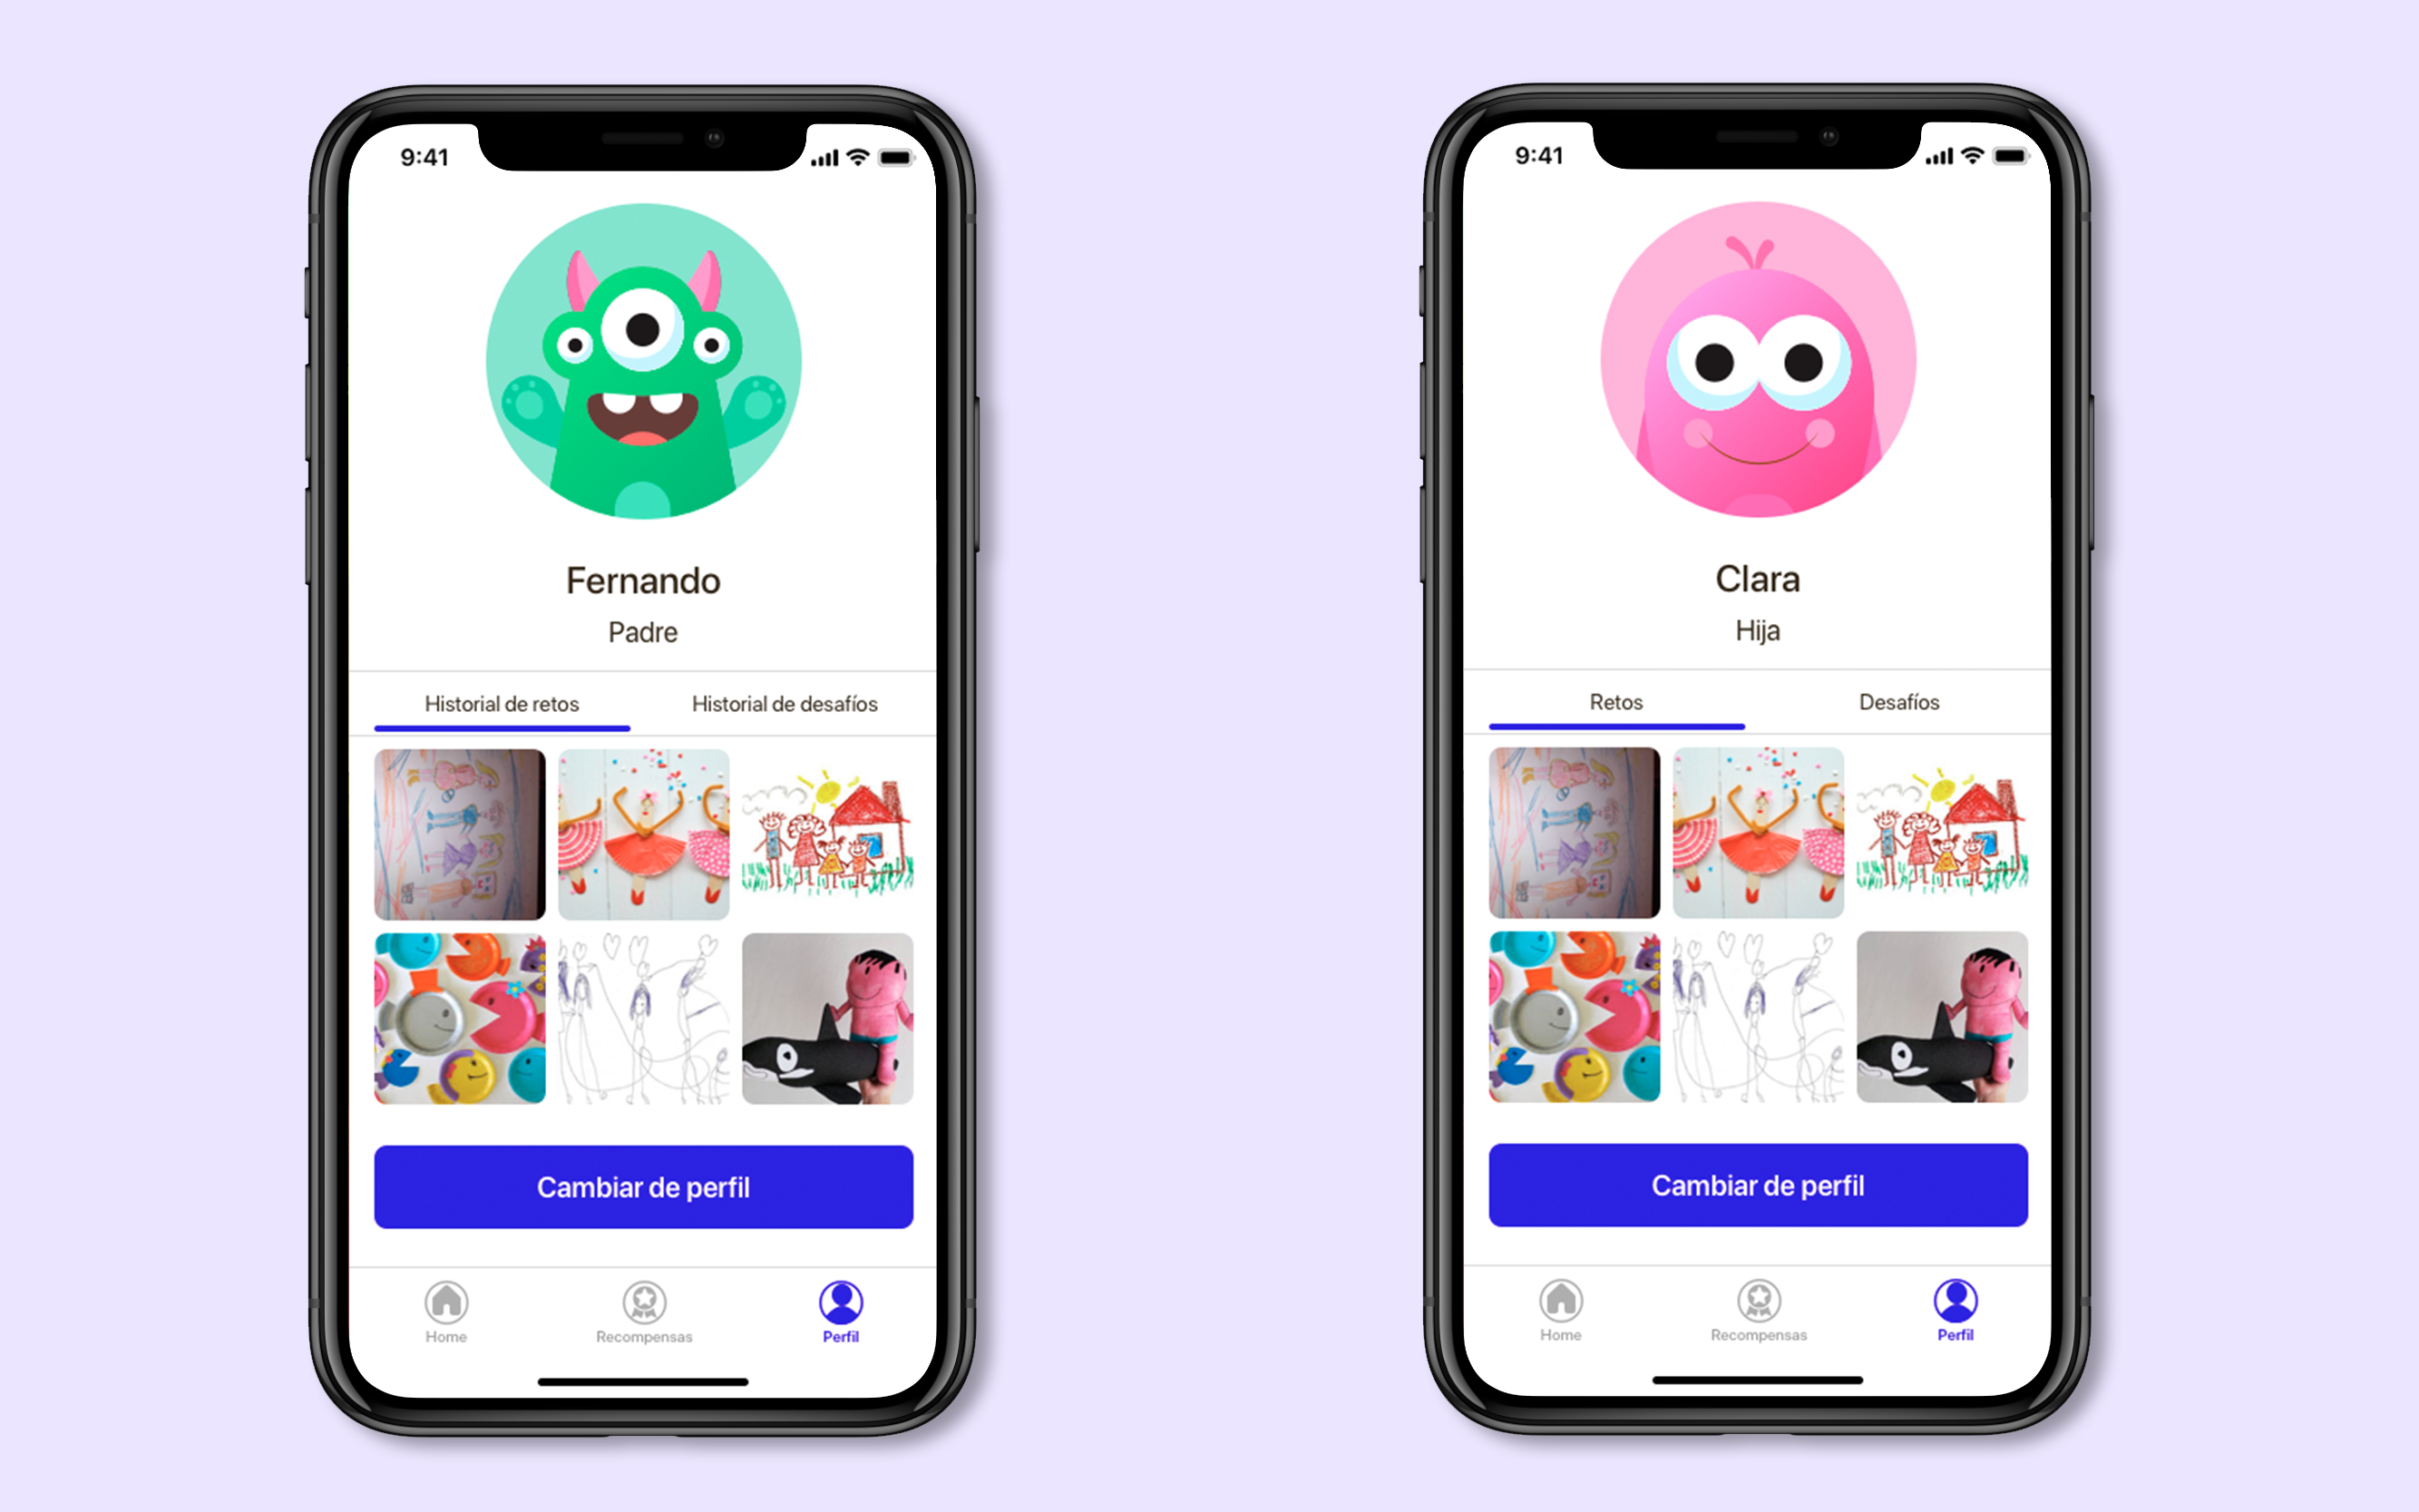 9:41
Fernando
Padre
Historial de retos
Historial de desafíos
Cambiar de perfil
Home
Recompensas
Perfil
9:41
Clara
Hija
Retos
Desafíos
Cambiar de perfil
Home
Recompensas
Perfil